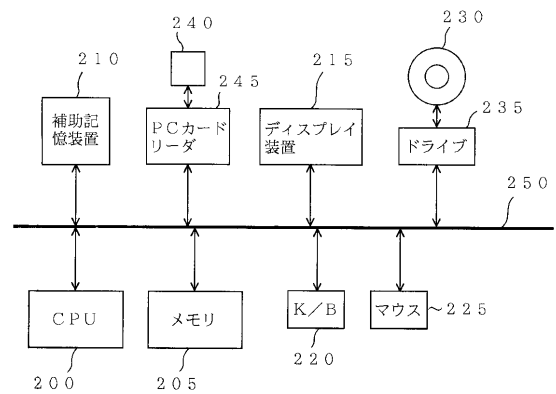 240
230
210
245
215
235
補助記
憶装置
PCカード
リーダ
ディスプレイ
装置
ドライブ
250
CPU
メモリ
K/B
マウス
225
200
205
220